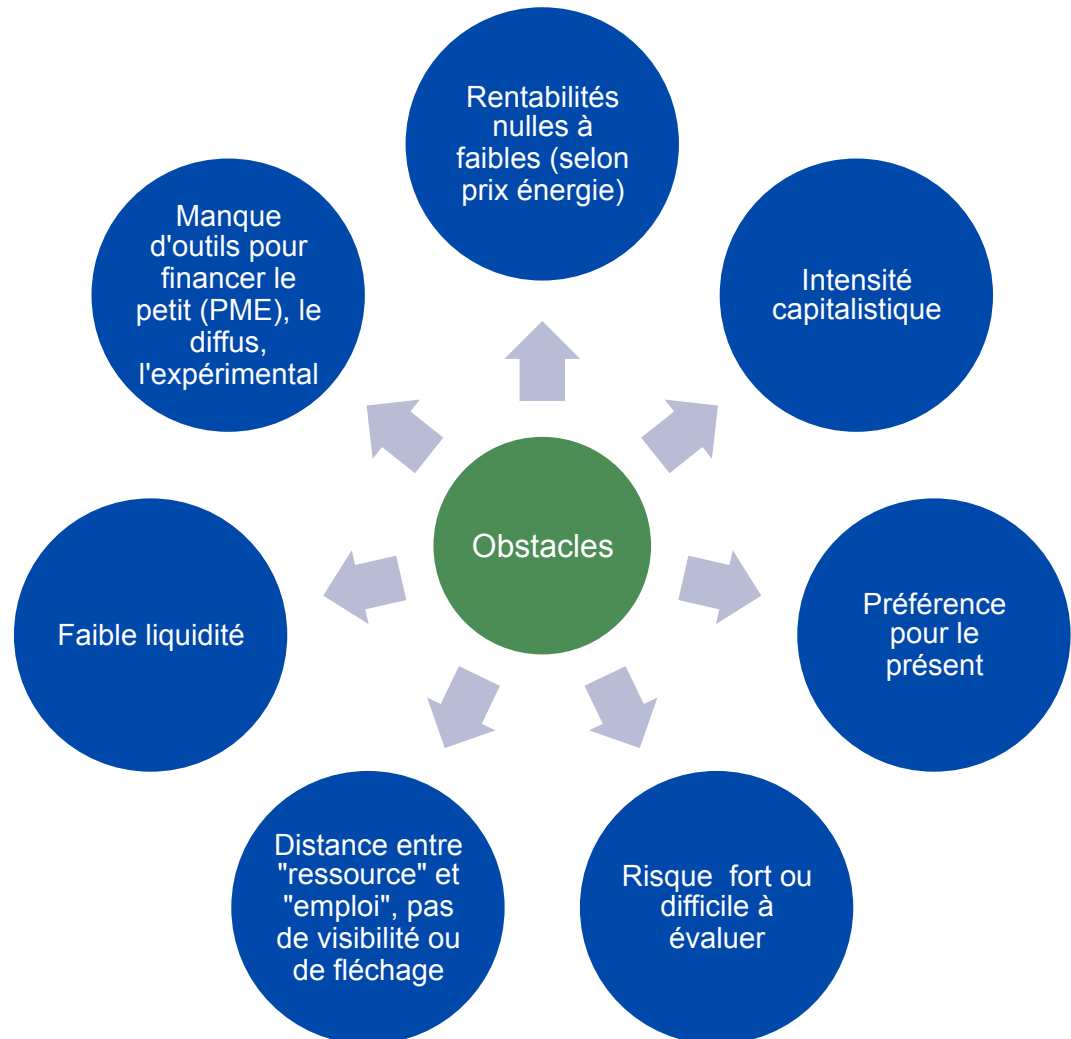 Rentabilités
nulles à
faibles (selon
prix énergie)
Intensité
capitalistique
Préférence
pour le
présent
Risque  fort ou
difficile à
évaluer
Distance entre
"ressource" et
"emploi", pas
de visibilité ou
de fléchage
Faible liquidité
Manque
d'outils pour
financer le
petit (PME), le
diffus,
l'expérimental
Obstacles